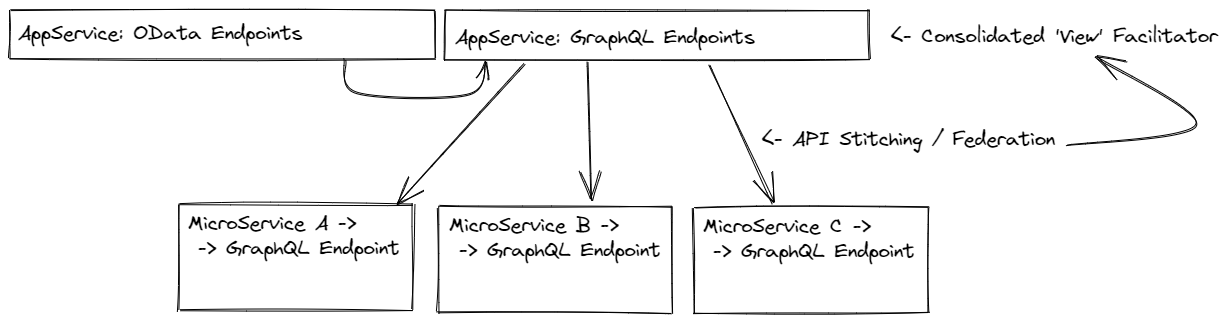 AppService: OData Endpoints
AppService: GraphQL Endpoints
<- Consolidated 'View' Facilitator
<- API Stitching / Federation
MicroService A ->
-> GraphQL Endpoint
MicroService B ->
-> GraphQL Endpoint
MicroService C ->
-> GraphQL Endpoint